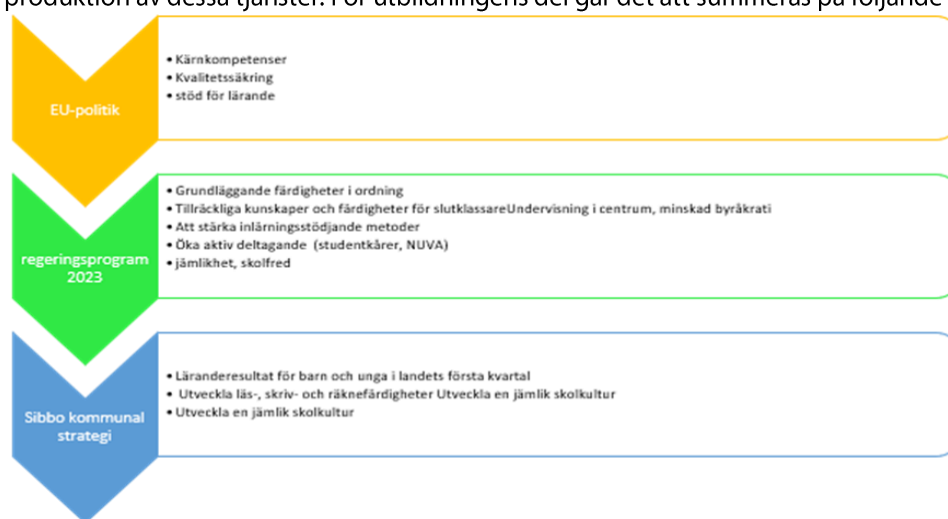 produktion av dessa tjänster. För utbildningens del går det att summeras på följande
EU-politik
• Kärnkompetenser
• Kvalitetssäkring
• stöd för lärande
regeringsprogram
2023
• Grundläggande färdigheter i ordning
• Tillräckliga kunskaper och färdigheter för slutklassareUndervisning i centrum, minskad byråkrati
• Att stärka inlärningsstödjande metoder
• Öka aktiv deltagande (studentkårer, NUVA)
• jämlikhet, skolfred
Sibbo kommunal
strategi
• Läranderesultat för barn och unga i landets första kvartal
• Utveckla läs-, skriv- och räknefärdigheter Utveckla en jämlik skolkultur
• Utveckla en jämlik skolkultur